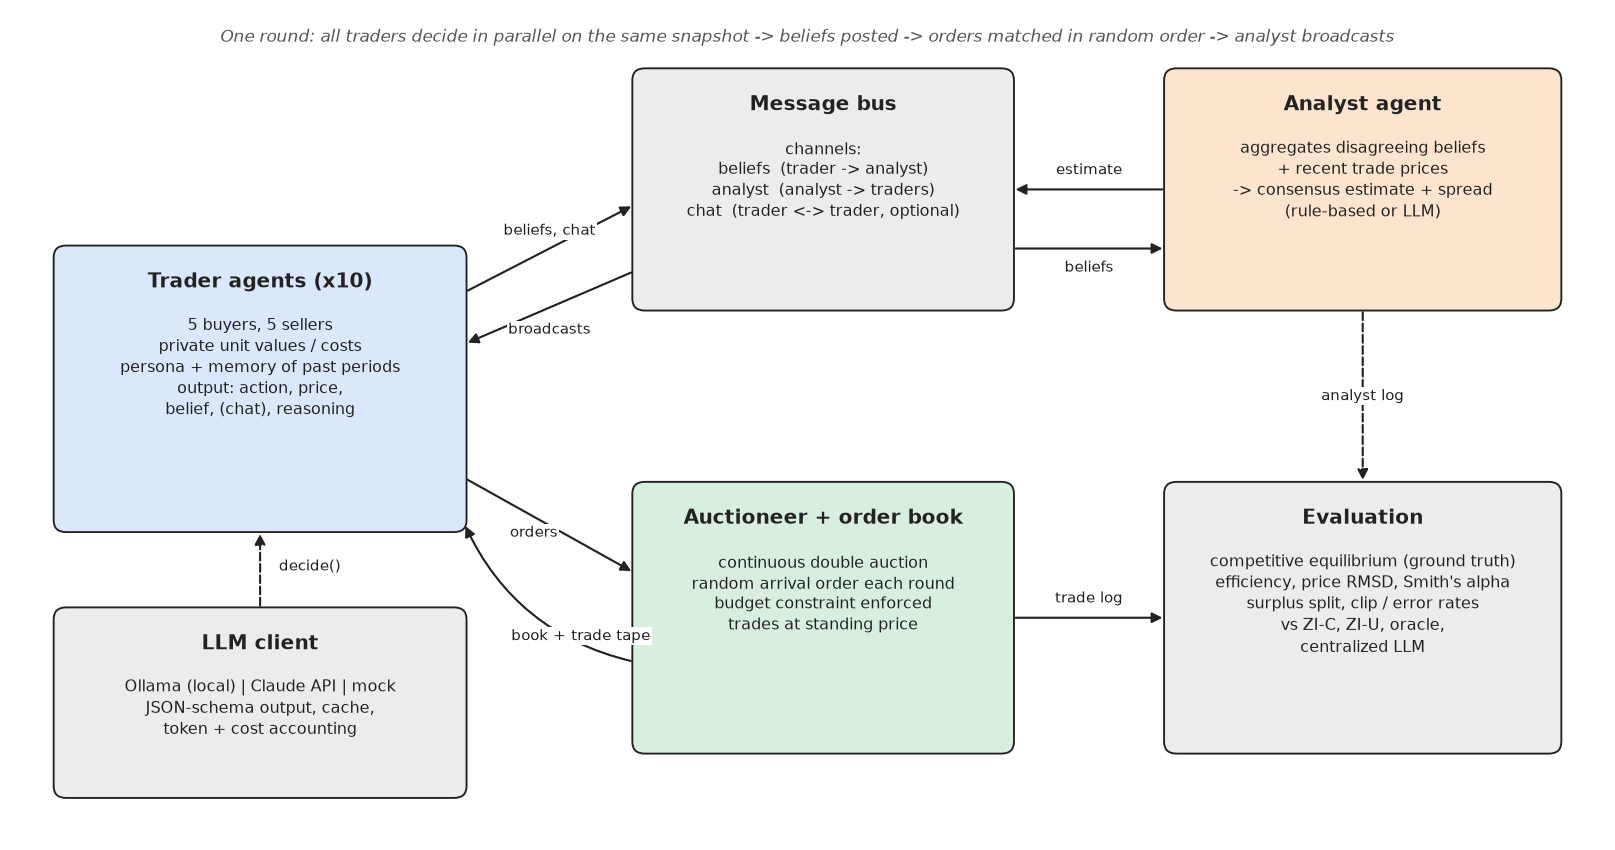 One round: all traders decide in parallel on the same snapshot -> beliefs posted -> orders matched in random order -> analyst broadcasts
Message bus
channels:
beliefs  (trader -> analyst)
analyst  (analyst -> traders)
chat  (trader <-> trader, optional)
Analyst agent
aggregates disagreeing beliefs
+ recent trade prices
-> consensus estimate + spread
(rule-based or LLM)
estimate
beliefs
beliefs, chat
broadcasts
Trader agents (x10)
5 buyers, 5 sellers
private unit values / costs
persona + memory of past periods
output: action, price,
belief, (chat), reasoning
analyst log
orders
book + trade tape
decide()
LLM client
Ollama (local) | Claude API | mock
JSON-schema output, cache,
token + cost accounting
Auctioneer + order book
continuous double auction
random arrival order each round
budget constraint enforced
trades at standing price
trade log
Evaluation
competitive equilibrium (ground truth)
efficiency, price RMSD, Smith's alpha
surplus split, clip / error rates
vs ZI-C, ZI-U, oracle,
centralized LLM